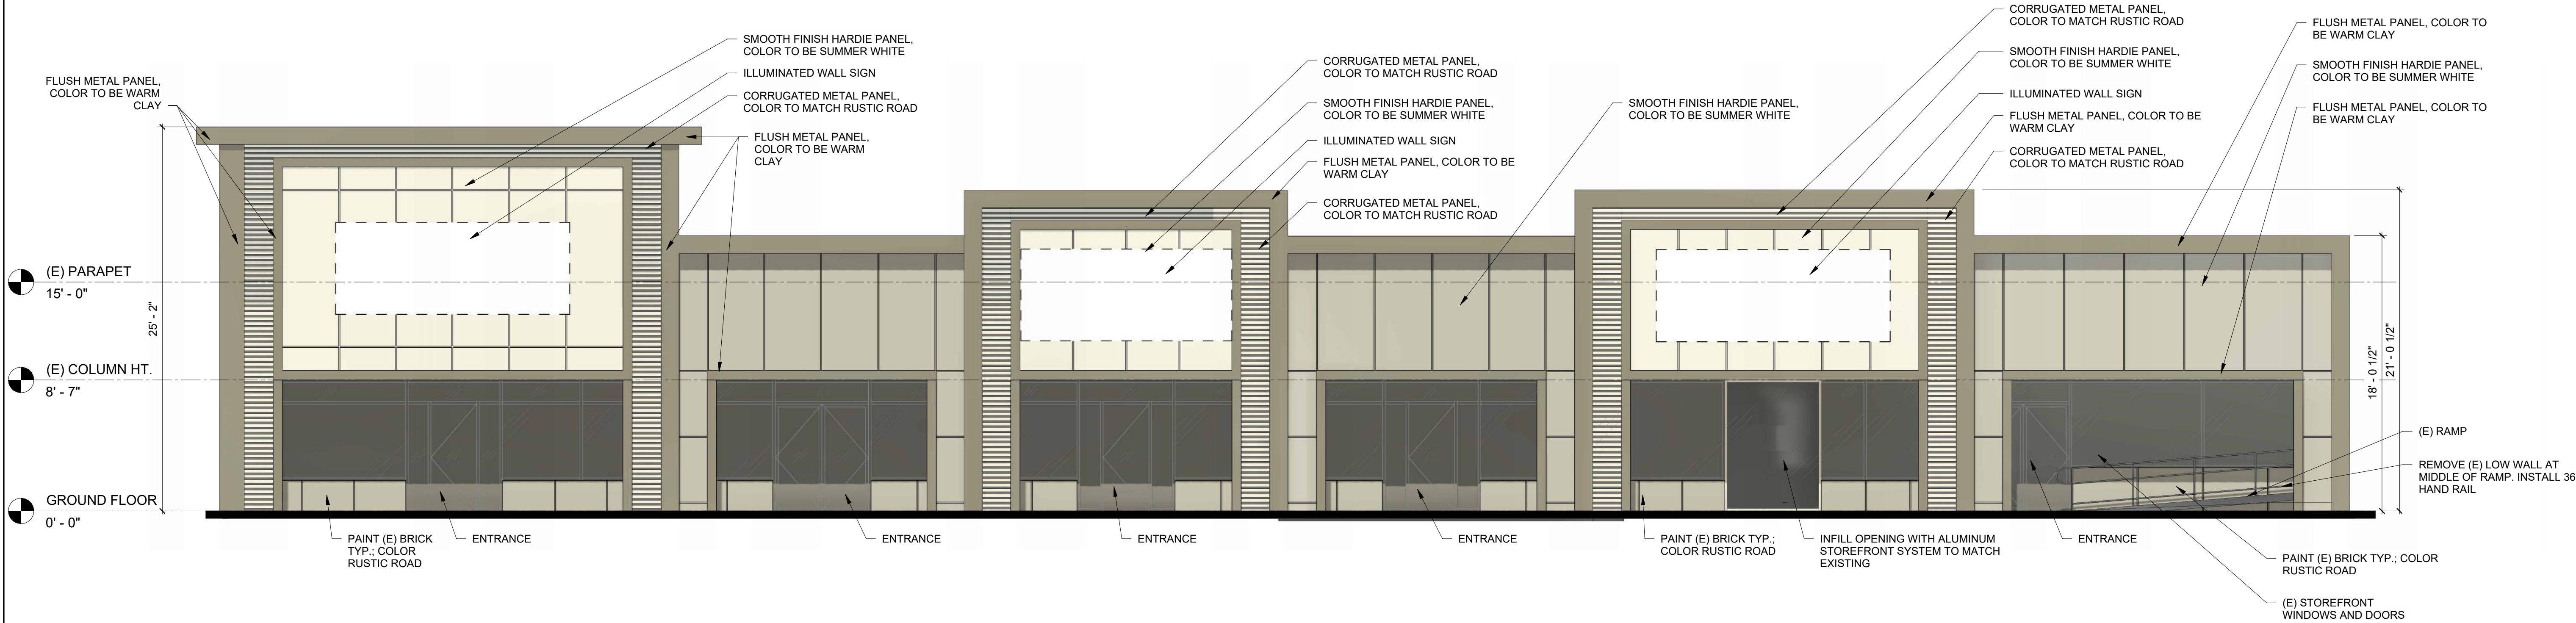 FLUSH METAL PANEL,
COLOR TO BE WARM
CLAY
SMOOTH FINISH HARDIE PANEL,
COLOR TO BE SUMMER WHITE
ILLUMINATED WALL SIGN
CORRUGATED METAL PANEL,
COLOR TO MATCH RUSTIC ROAD
FLUSH METAL PANEL,
COLOR TO BE WARM
CLAY
CORRUGATED METAL PANEL,
COLOR TO MATCH RUSTIC ROAD
SMOOTH FINISH HARDIE PANEL,
COLOR TO BE SUMMER WHITE
ILLUMINATED WALL SIGN
FLUSH METAL PANEL, COLOR TO BE
WARM CLAY
CORRUGATED METAL PANEL,
COLOR TO MATCH RUSTIC ROAD
SMOOTH FINISH HARDIE PANEL,
COLOR TO BE SUMMER WHITE
CORRUGATED METAL PANEL,
COLOR TO MATCH RUSTIC ROAD
SMOOTH FINISH HARDIE PANEL,
COLOR TO BE SUMMER WHITE
ILLUMINATED WALL SIGN
FLUSH METAL PANEL, COLOR TO BE
WARM CLAY
CORRUGATED METAL PANEL,
COLOR TO MATCH RUSTIC ROAD
FLUSH METAL PANEL, COLOR TO
BE WARM CLAY
SMOOTH FINISH HARDIE PANEL,
COLOR TO BE SUMMER WHITE
FLUSH METAL PANEL, COLOR TO
BE WARM CLAY
(E) PARAPET
15' - 0"
25' - 2"
(E) COLUMN HT.
8' - 7"
GROUND FLOOR
0' - 0"
18' - 0 1/2"
21' - 0 1/2"
(E) RAMP
REMOVE (E) LOW WALL AT
MIDDLE OF RAMP. INSTALL 36
HAND RAIL
PAINT (E) BRICK
TYP.; COLOR
RUSTIC ROAD
ENTRANCE
ENTRANCE
ENTRANCE
ENTRANCE
PAINT (E) BRICK TYP.;
COLOR RUSTIC ROAD
INFILL OPENING WITH ALUMINUM
STOREFRONT SYSTEM TO MATCH
EXISTING
ENTRANCE
PAINT (E) BRICK TYP.; COLOR
RUSTIC ROAD
(E) STOREFRONT
WINDOWS AND DOORS